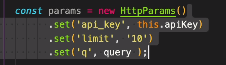 const params = new HttpParams()
.set('api_key', this.apiKey)
.set('limit', '10')
.set('q', query );